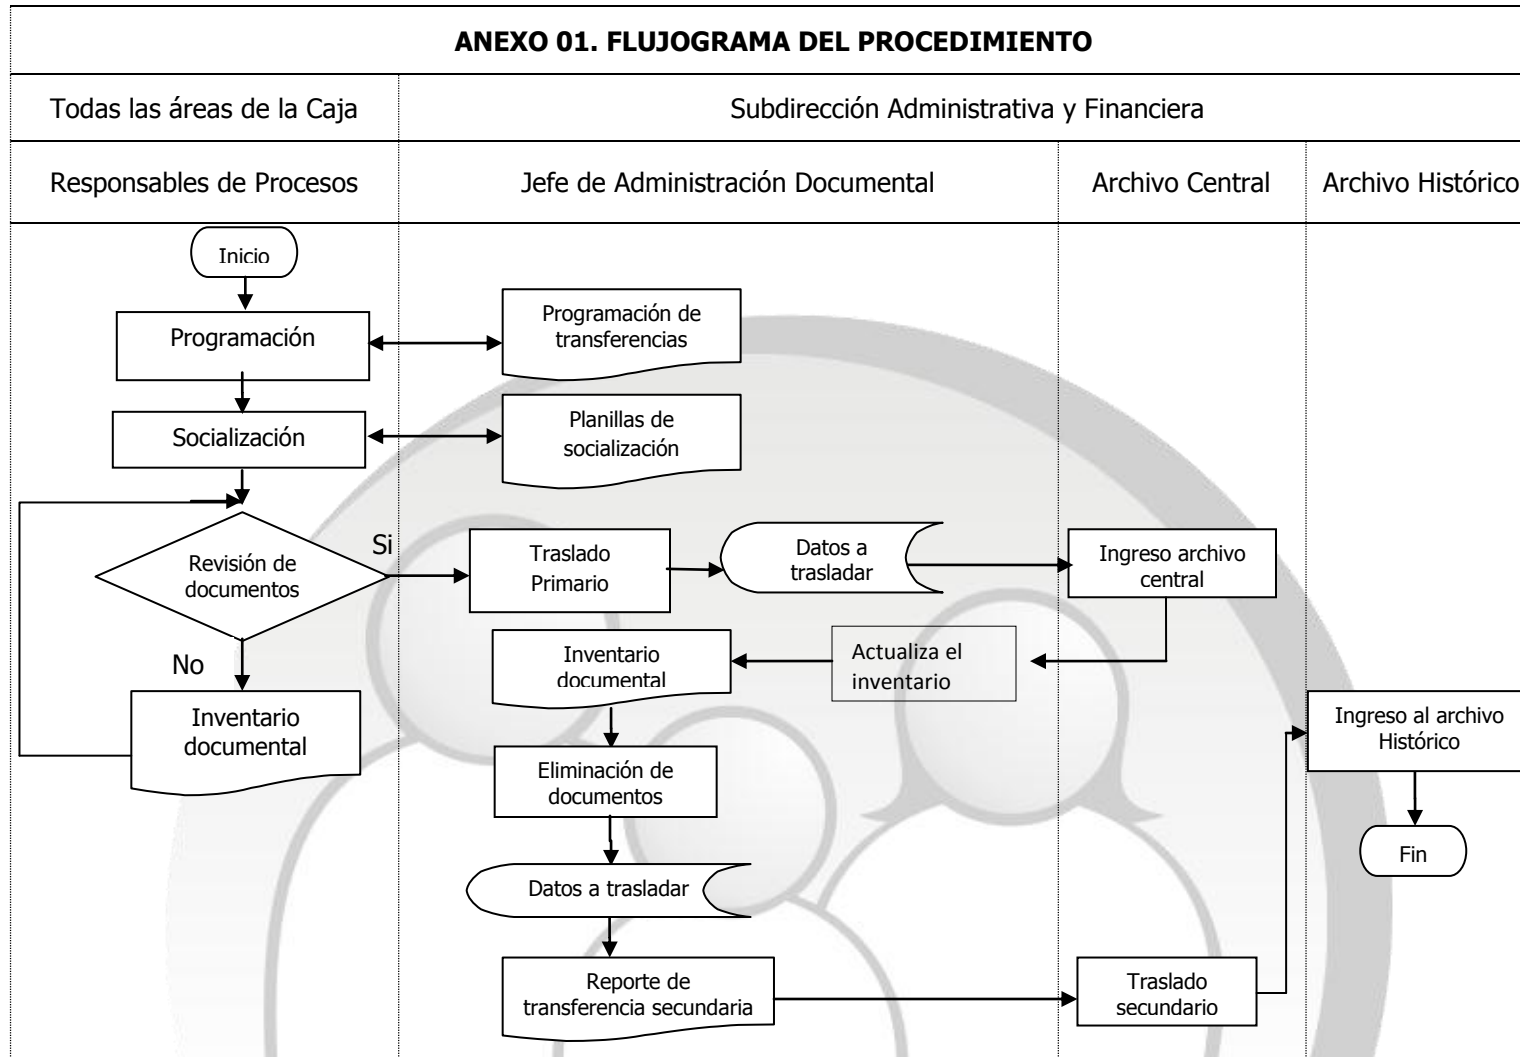 ANEXO 01. FLUJOGRAMA DEL PROCEDIMIENTO
Todas las áreas de la Caja
Subdirección Administrativa y Financiera
Responsables de Procesos
Jefe de Administración Documental
Archivo Central
Archivo Histórico
Inicio
Programación
Programación de
transferencias
Socialización
Planillas de
socialización
Revisión de
documentos
Si
Traslado
Primario
Datos a
trasladar
Ingreso archivo
central
No
Inventario
documental
Actualiza el
inventario
Inventario
documental
Ingreso al archivo
Histórico
Eliminación de
documentos
Fin
Datos a trasladar
Reporte de
transferencia secundaria
Traslado
secundario